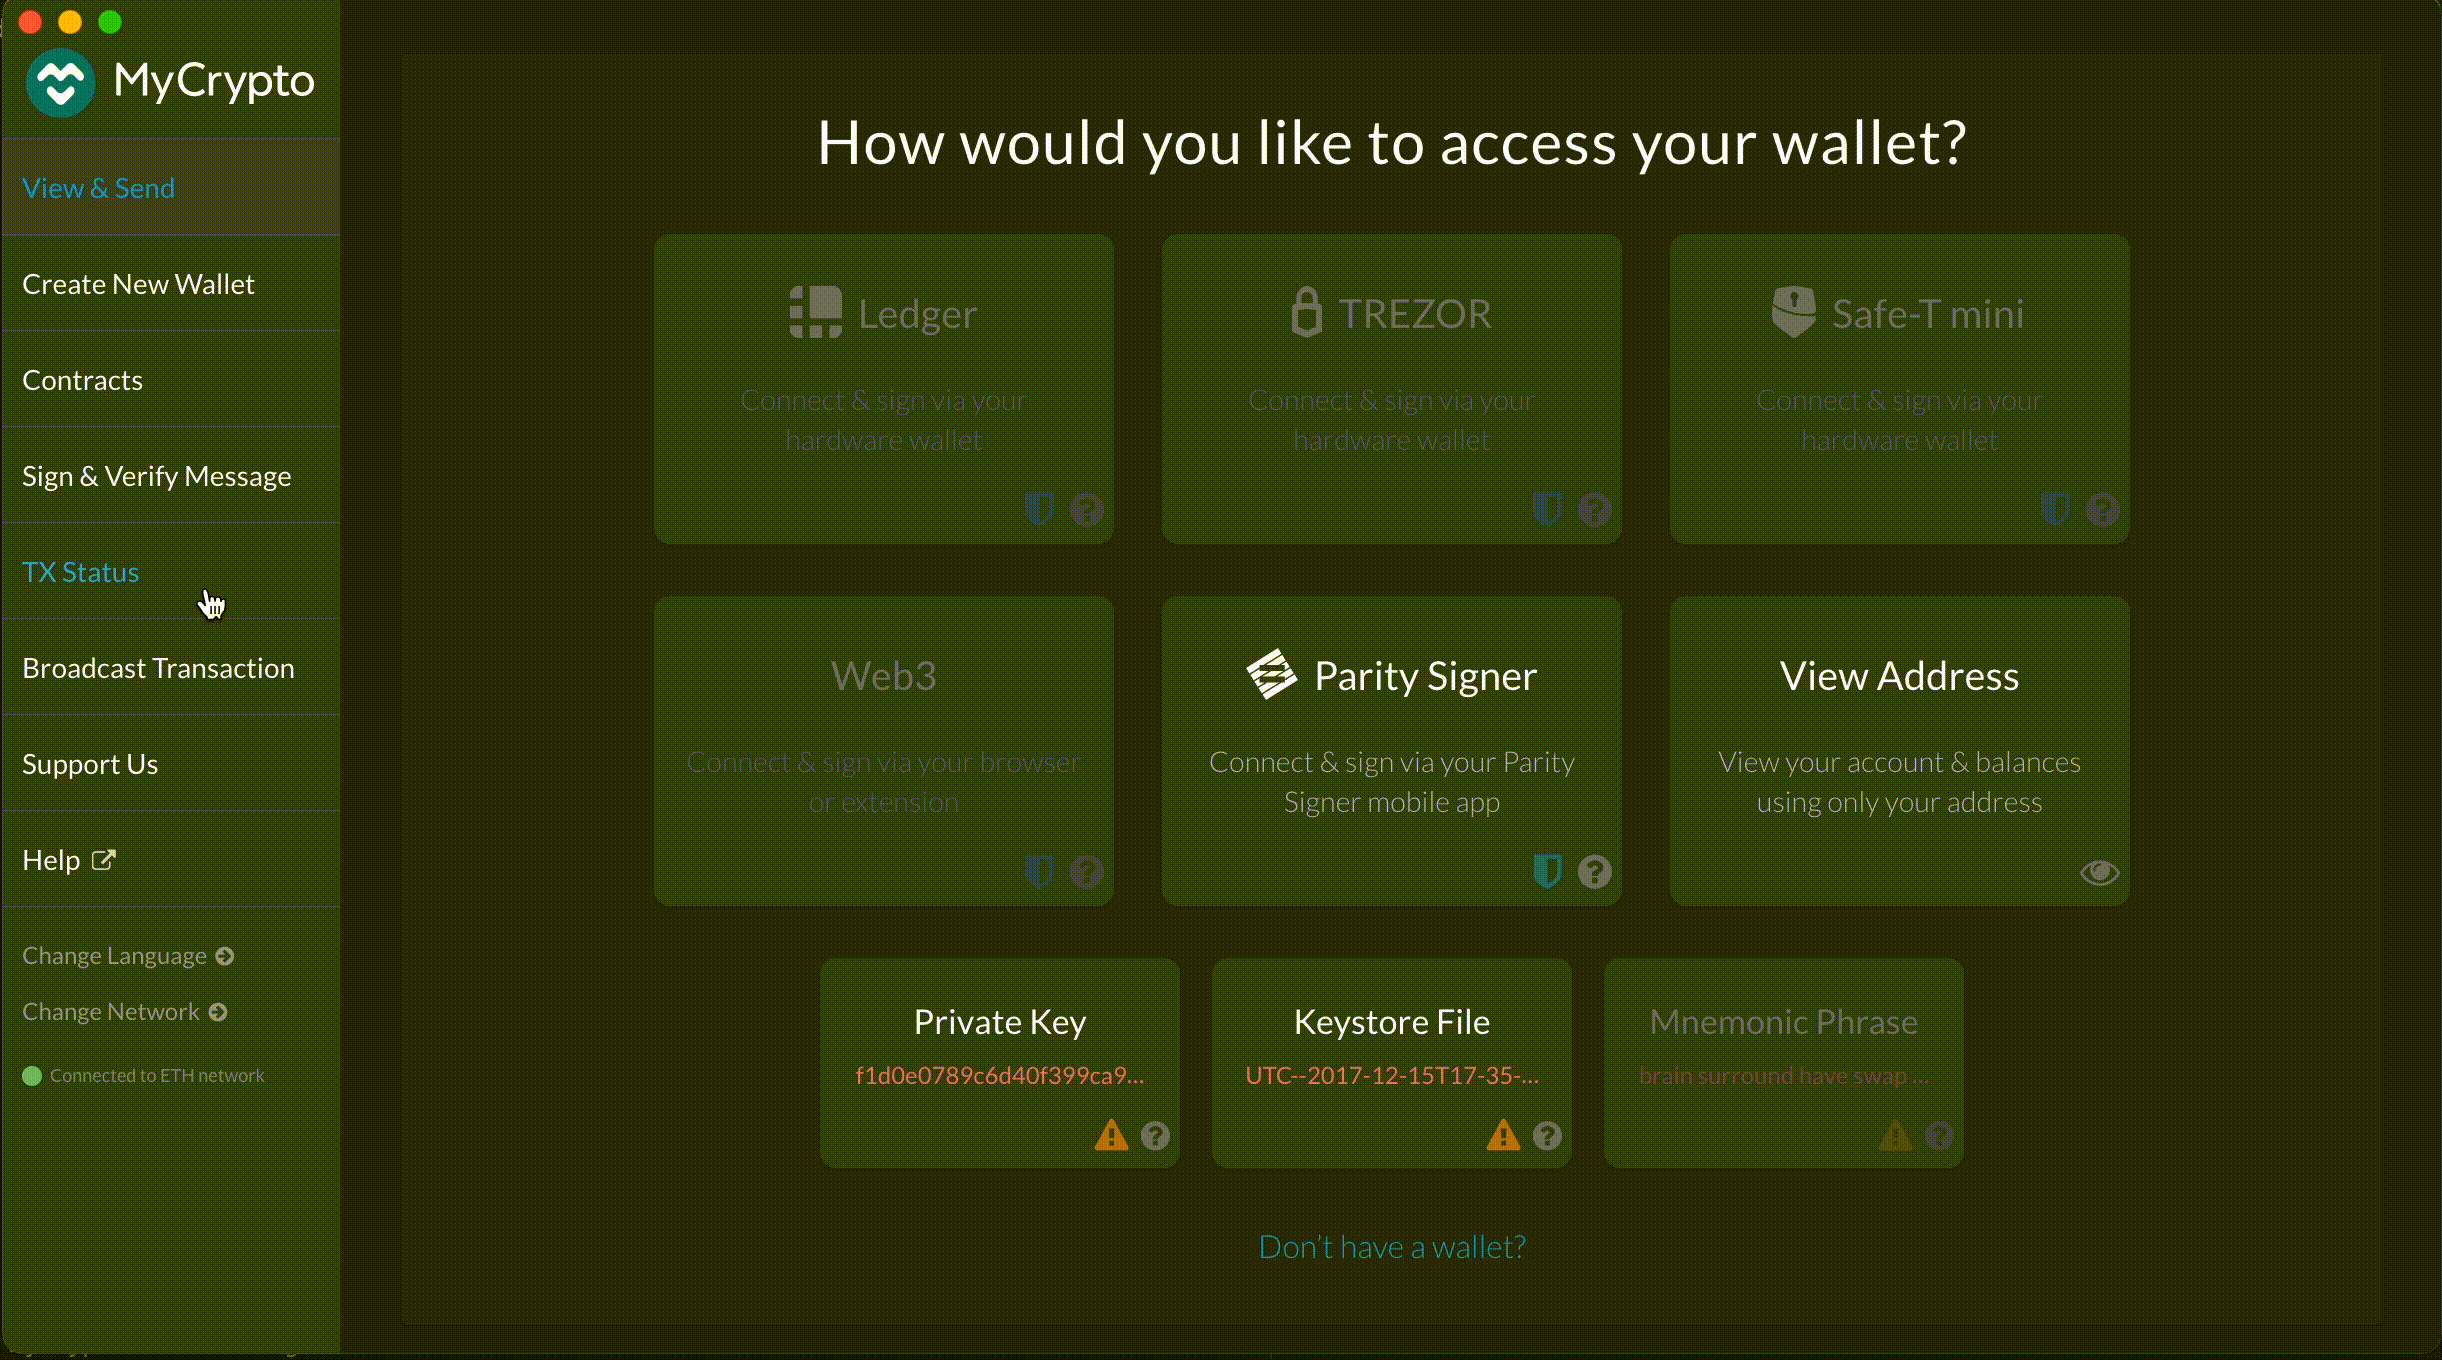 MyCrypto
View & Send
Create New Wallet
Contracts
Sign & Verify Message
TX Status
Broadcast Transaction
Support Us
Help
Change Language
Change Network
Connected to ETH network
How would you like to access your wallet?
Ledger
Connect & sign via your
hardware wallet
TREZOR
Connect & sign via your
hardware wallet
Safe-T mini
Connect & sign via your
hardware wallet
Web3
Connect & sign via your browser
or extension
Parity Signer
Connect & sign via your Parity
Signer mobile app
View Address
View your account & balances
using only your address
Private Key
f1d0e0789c6d40f399ca9...
Keystore File
UTC--2017-12-15T17-35-...
Mnemonic Phrase
brain surround have swap ...
Don't have a wallet?